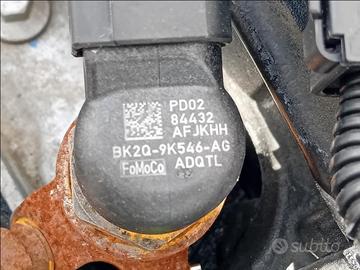 PD02
84432
AFJKHH
BK2Q-9K546-AG
FoMoCo ADQTL
subito